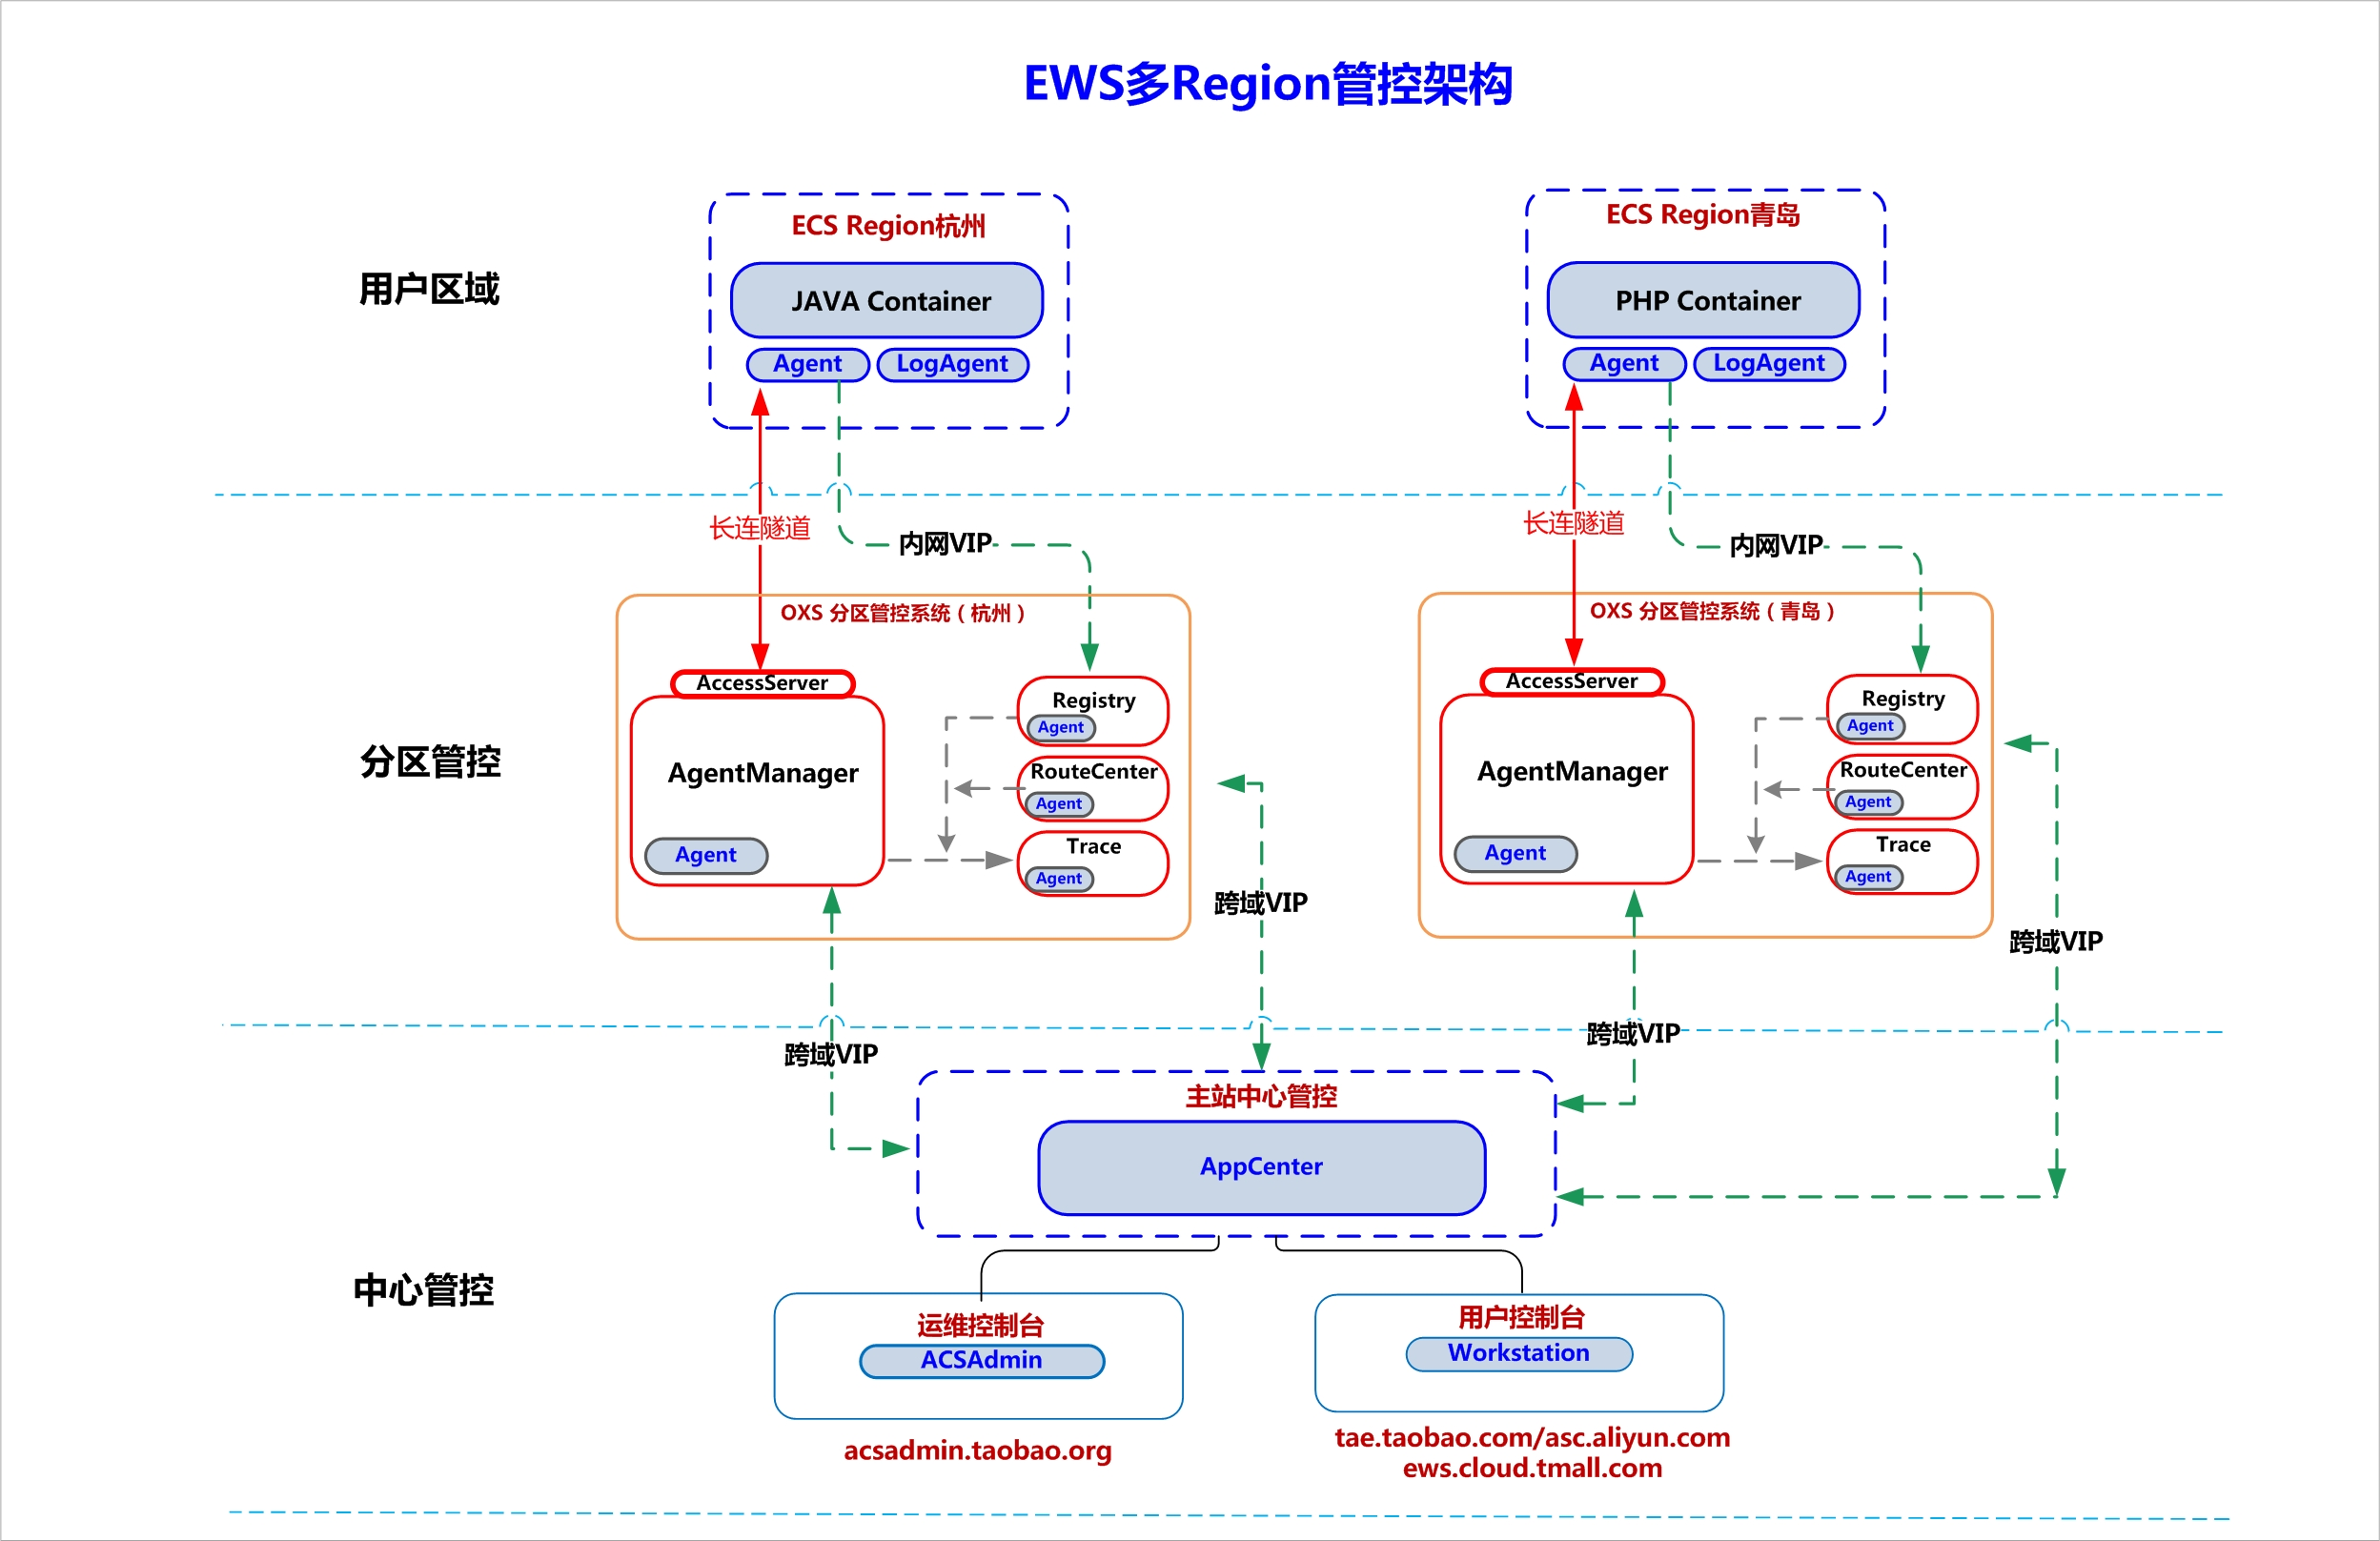 EWS多Region管控架构
用户区域
ECS Region杭州
JAVA Container
Agent
LogAgent
ECS Region青岛
PHP Container
Agent
LogAgent
长连隧道
内网VIP
长连隧道
内网VIP
分区管控
OXS 分区管控系统（杭州）
AccessServer
AgentManager
Agent
Registry
Agent
RouteCenter
Agent
Trace
Agent
跨域VIP
OXS 分区管控系统（青岛）
AccessServer
AgentManager
Agent
Registry
Agent
RouteCenter
Agent
Trace
Agent
跨域VIP
跨域VIP
跨域VIP
中心管控
主站中心管控
AppCenter
运维控制台
ACSAdmin
acsadmin.taobao.org
用户控制台
Workstation
tae.taobao.com/asc.aliyun.com
ews.cloud.tmall.com